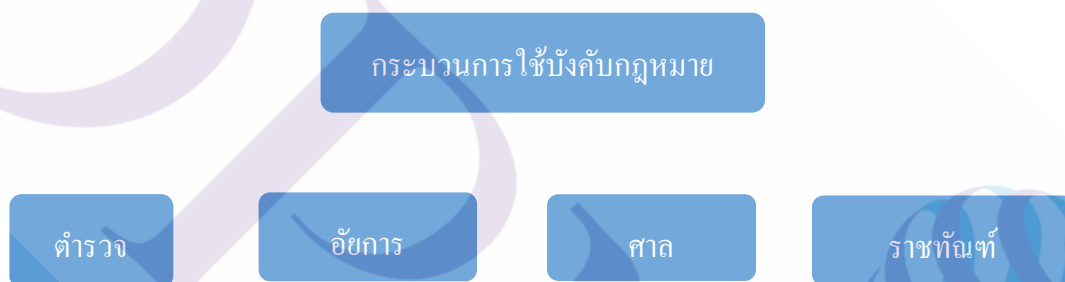 กระบวนการใช้บังคับกฎหมาย
ตำรวจ
อัยการ
ศาล
ราชทัณฑ์